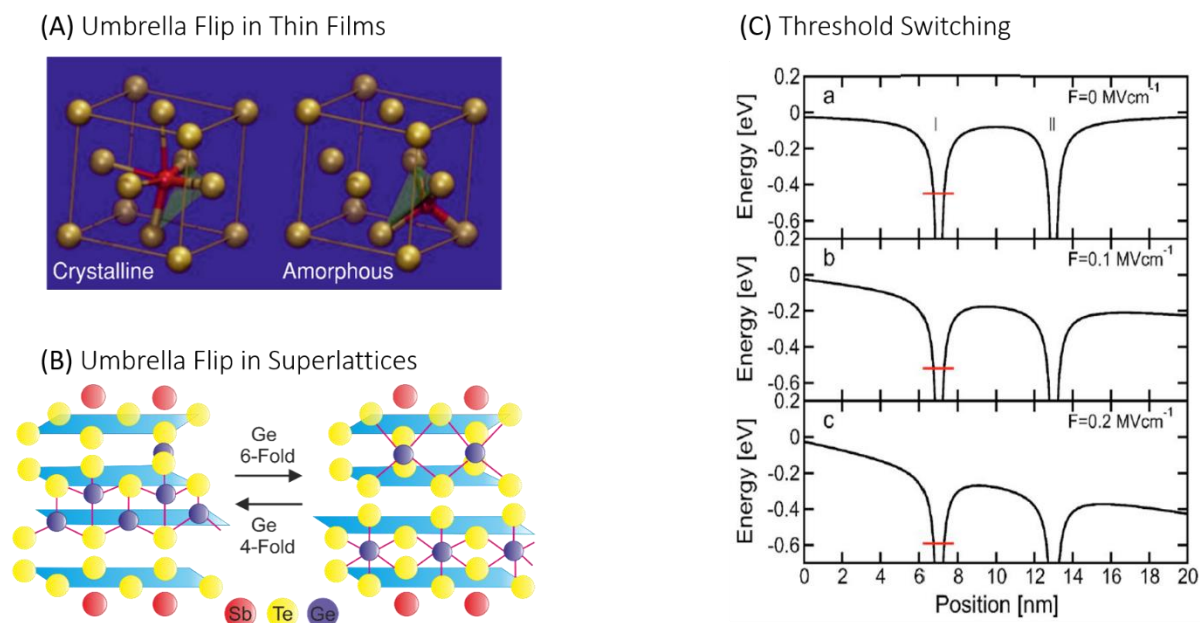 (A) Umbrella Flip in Thin Films
Crystalline
Amorphous
(B) Umbrella Flip in Superlattices
Ge
6-Fold
Ge
4-Fold
Sb Te Ge
(C) Threshold Switching
a
F=0 MVcm⁻¹
I
II
Energy [eV]
0.2
0
-0.2
-0.4
-0.6
b
F=0.1 MVcm⁻¹
Energy [eV]
0.2
0
-0.2
-0.4
-0.6
c
F=0.2 MVcm⁻¹
Energy [eV]
0.2
0
-0.2
-0.4
-0.6
0 2 4 6 8 10 12 14 16 18 20
Position [nm]